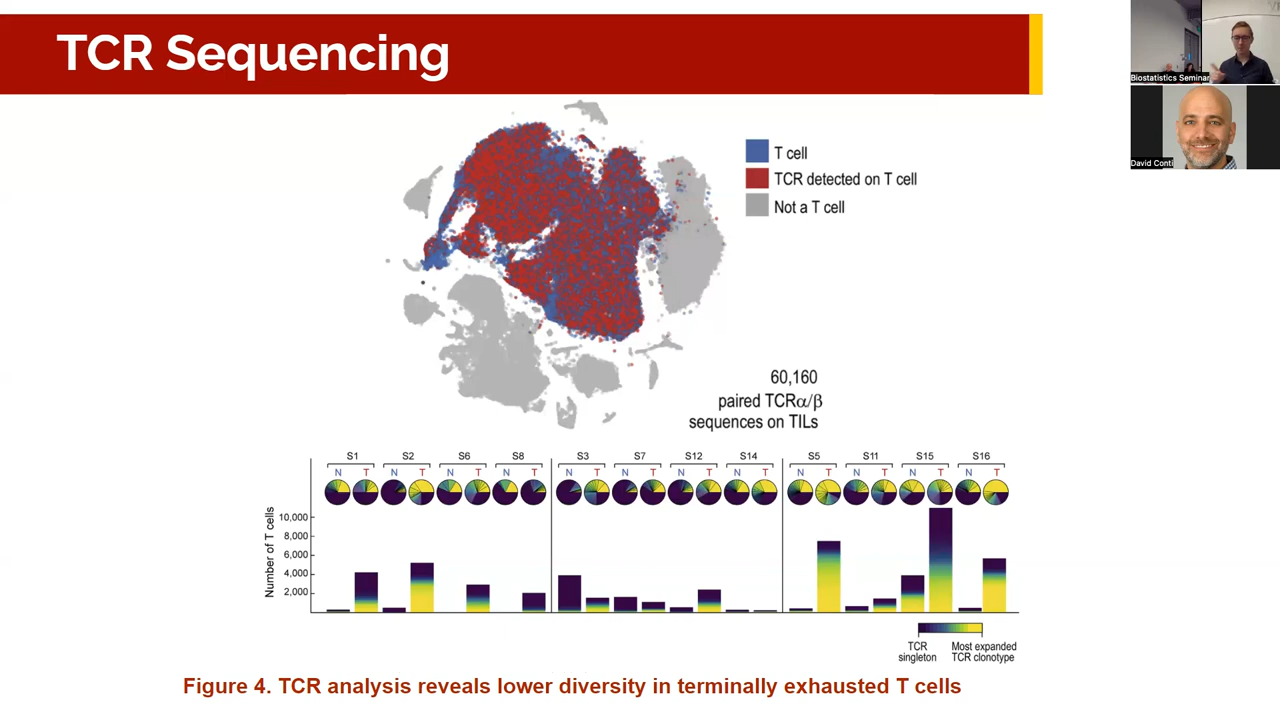 TCR Sequencing
Biostatistics Seminar
David Conti
T cell
TCR detected on T cell
Not a T cell
60,160
paired TCRα/β
sequences on TILs
S1 S2 S6 S8 S3 S7 S12 S14 S5 S11 S15 S16
N T N T N T N T N T N T N T N T N T N T N T N T
Number of T cells
10,000
8,000
6,000
4,000
2,000
TCR singleton
Most expanded TCR clonotype
Figure 4. TCR analysis reveals lower diversity in terminally exhausted T cells